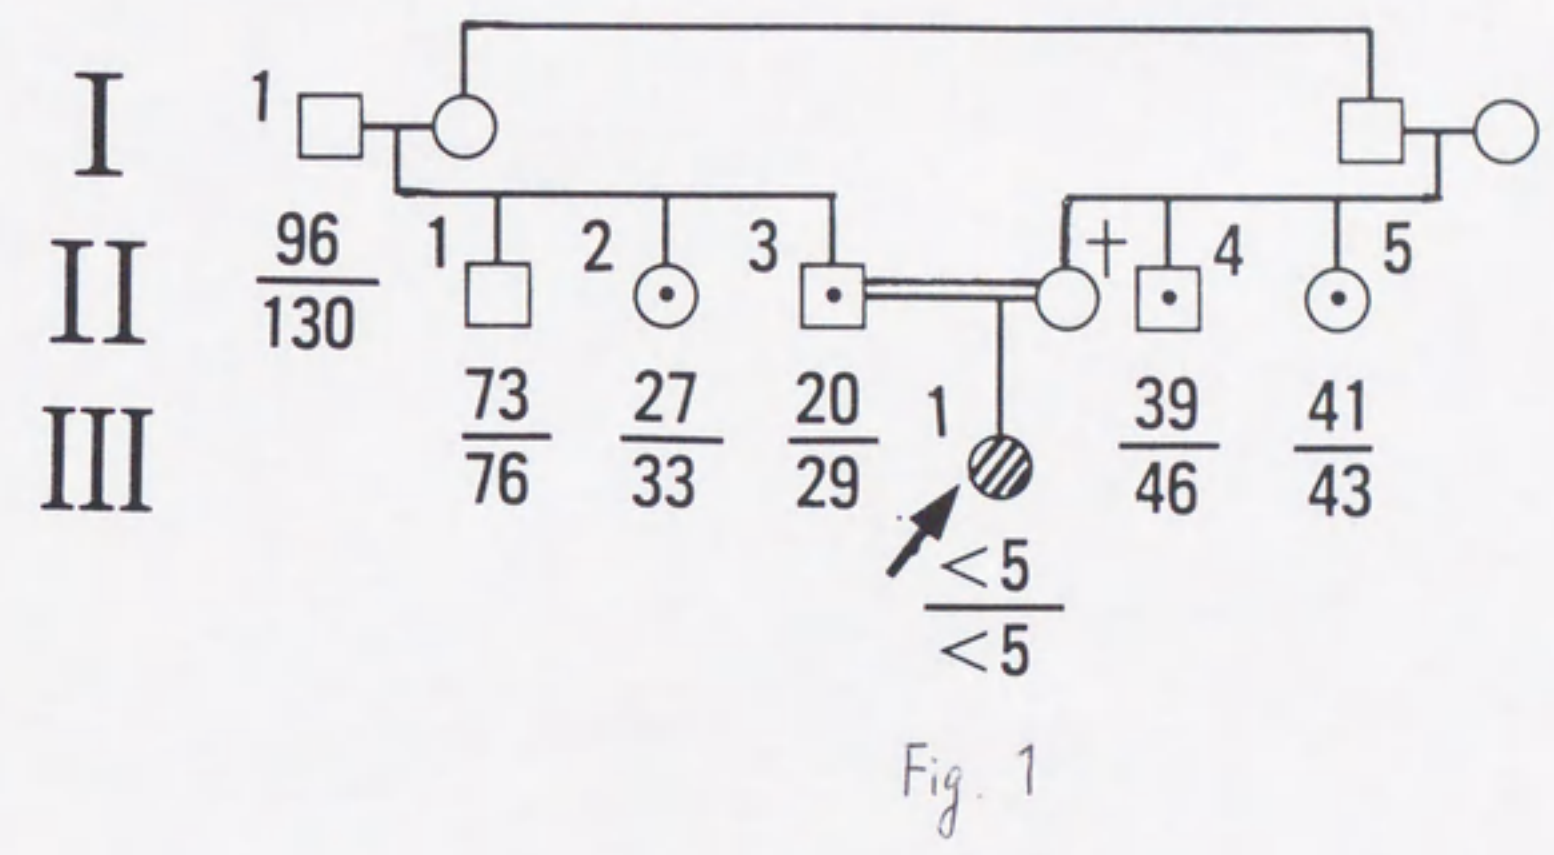 I 1
II 96/130 1 2 3 + 4 5
III 73/76 27/33 20/29 1 39/46 41/43
<5/<5
Fig. 1